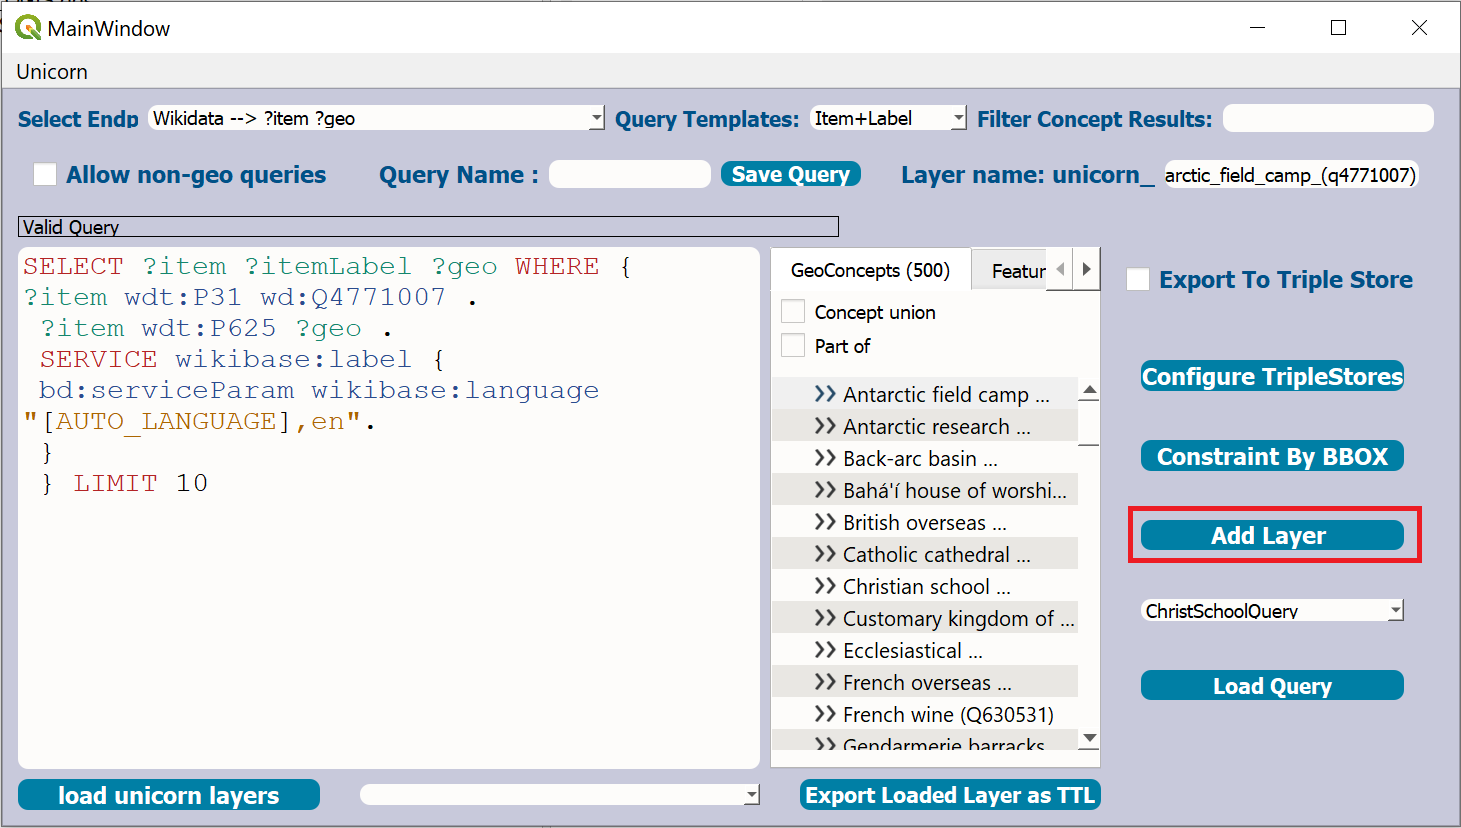 MainWindow
Unicorn
Select Endp Wikidata --> ?item ?geo Query Templates: Item+Label Filter Concept Results:
Allow non-geo queries Query Name : Save Query Layer name: unicorn_ arctic_field_camp_(q4771007)
Valid Query
SELECT ?item ?itemLabel ?geo WHERE {
?item wdt:P31 wd:Q4771007 .
?item wdt:P625 ?geo .
SERVICE wikibase:label {
bd:serviceParam wikibase:language
"[AUTO_LANGUAGE],en".
}
} LIMIT 10
GeoConcepts (500) Featur
Concept union
Part of
Antarctic field camp ...
Antarctic research ...
Back-arc basin ...
Bahá'í house of worshi...
British overseas ...
Catholic cathedral ...
Christian school ...
Customary kingdom of ...
Ecclesiastical ...
French overseas ...
French wine (Q630531)
Gendarmerie barracks
Export To Triple Store
Configure TripleStores
Constraint By BBOX
Add Layer
ChristSchoolQuery
Load Query
load unicorn layers Export Loaded Layer as TTL